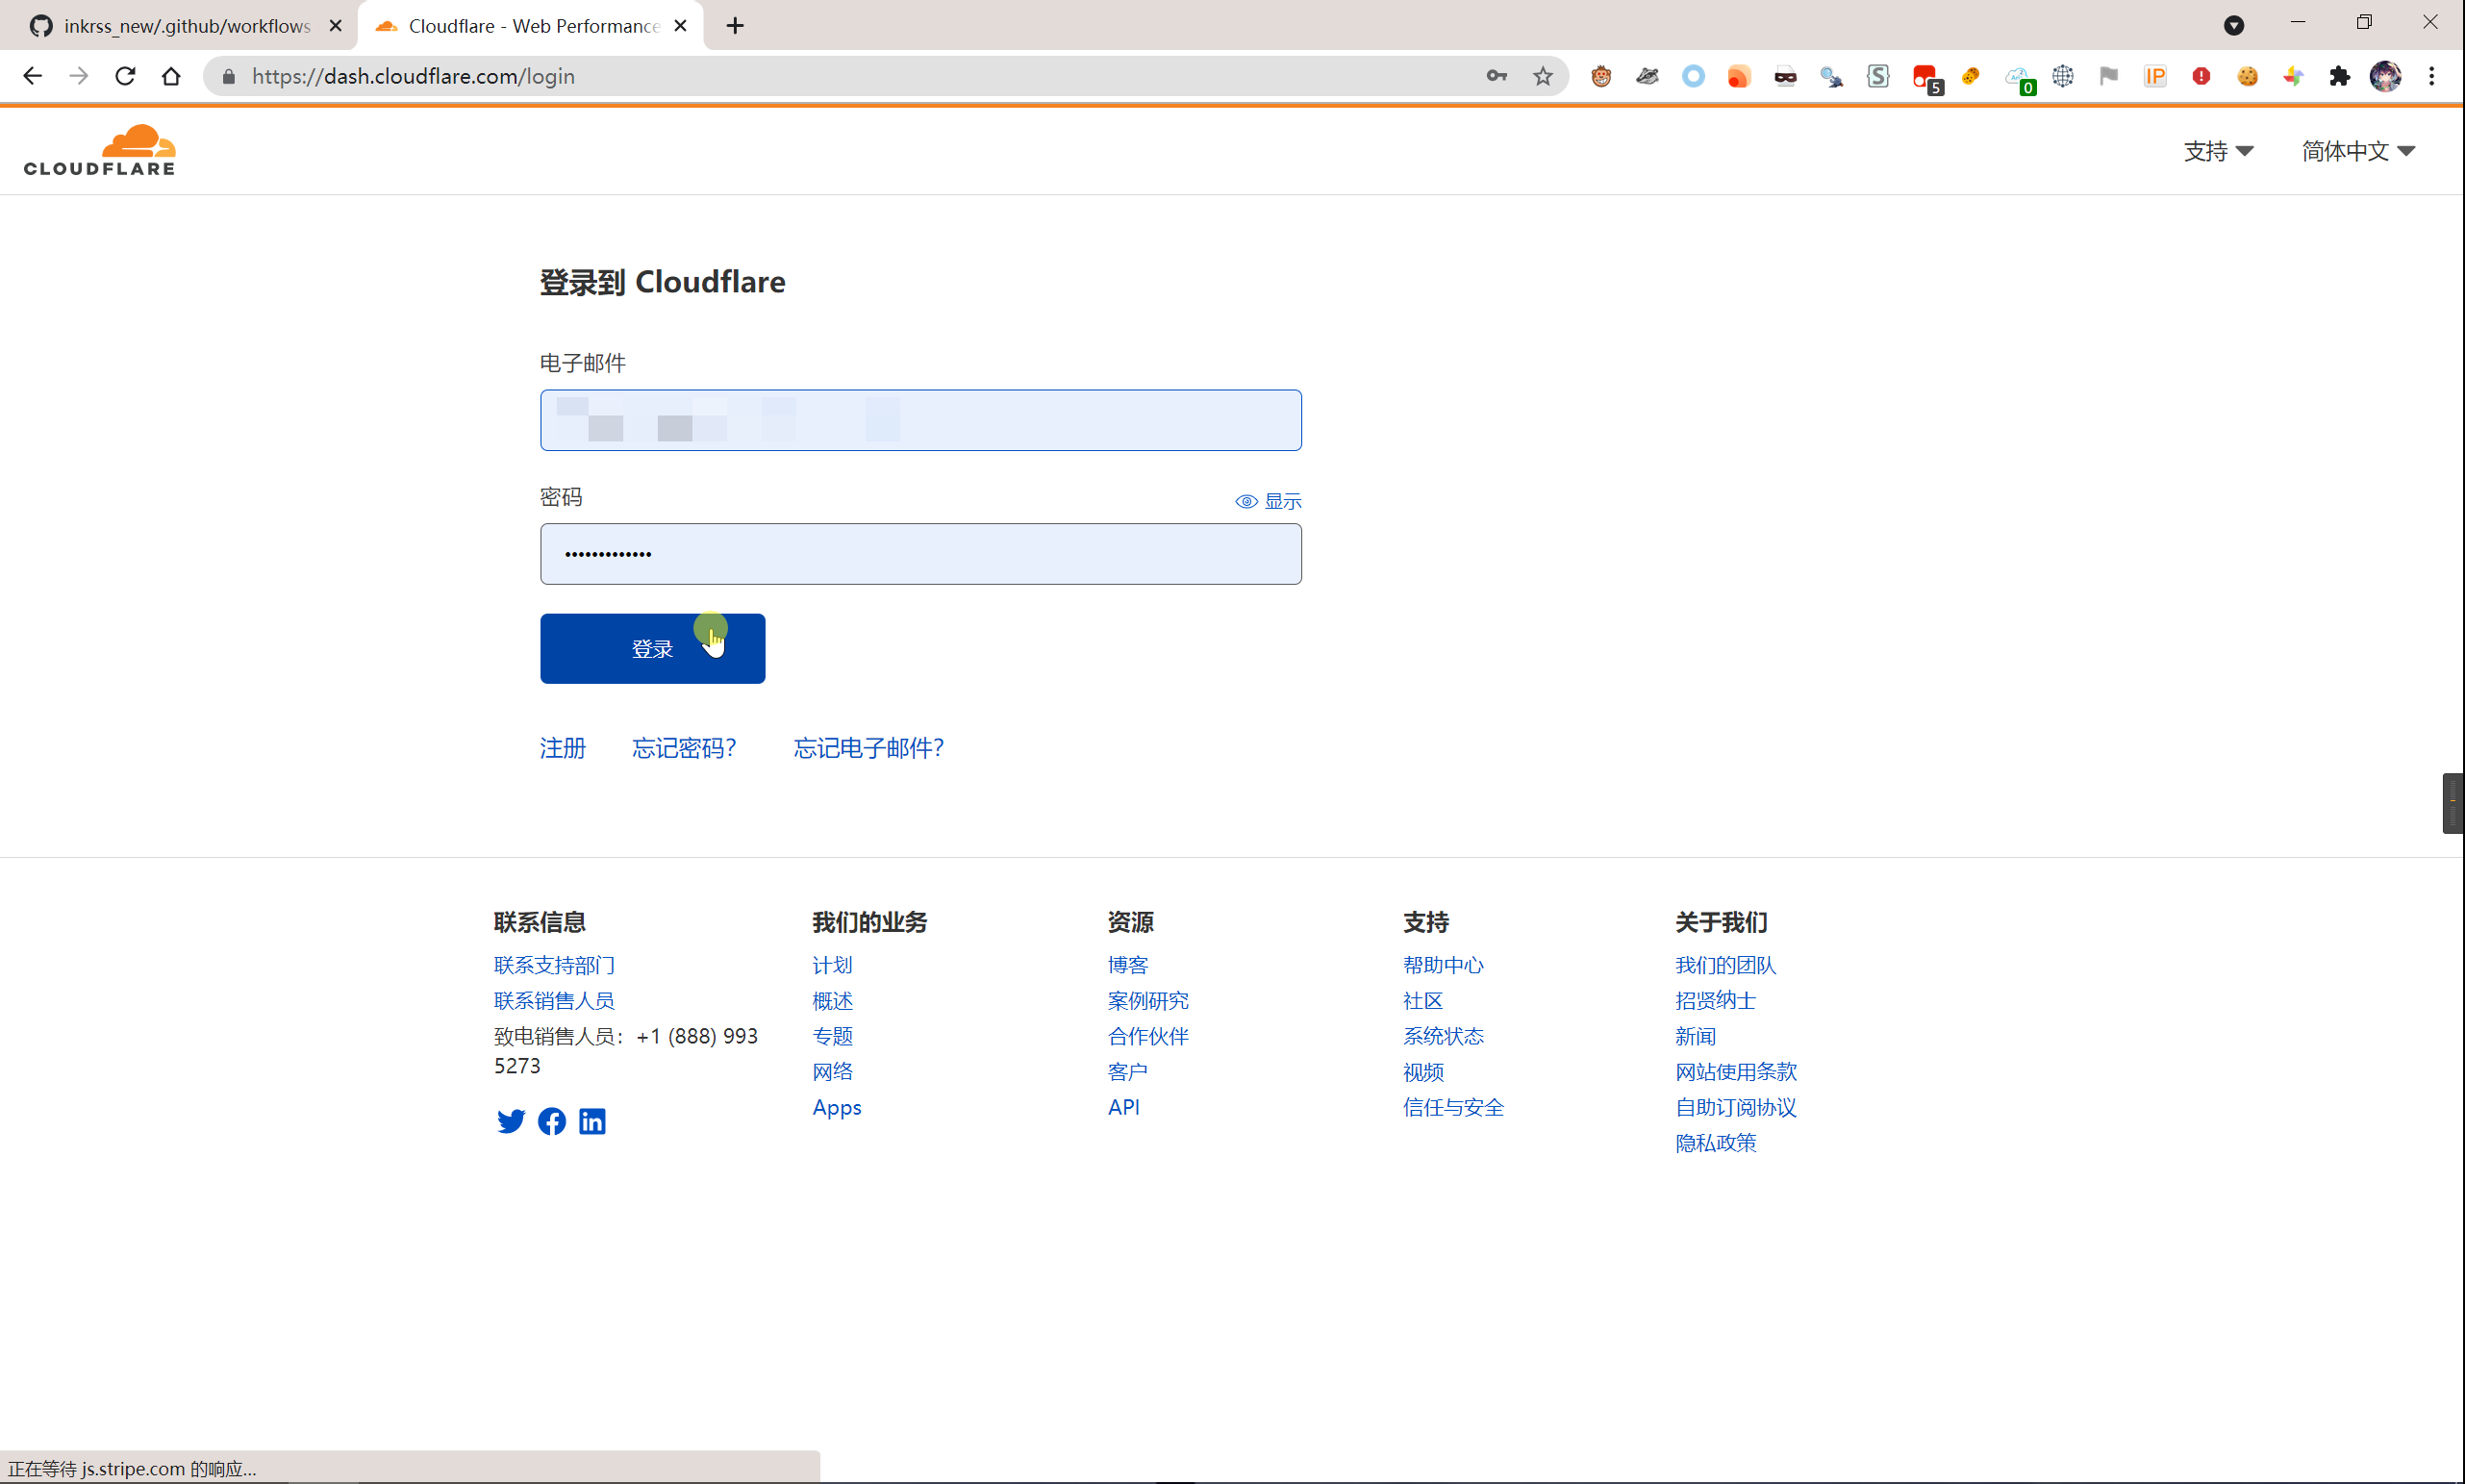 inkrss_new/.github/workflows
Cloudflare - Web Performance
https://dash.cloudflare.com/login
5
0
IP
CLOUDFLARE
支持
简体中文
登录到 Cloudflare
电子邮件
密码
显示
•••••••••••••
登录
注册 忘记密码? 忘记电子邮件?
联系信息
联系支持部门
联系销售人员
致电销售人员：+1 (888) 993
5273
我们的业务
计划
概述
专题
网络
Apps
资源
博客
案例研究
合作伙伴
客户
API
支持
帮助中心
社区
系统状态
视频
信任与安全
关于我们
我们的团队
招贤纳士
新闻
网站使用条款
自助订阅协议
隐私政策
正在等待 js.stripe.com 的响应...